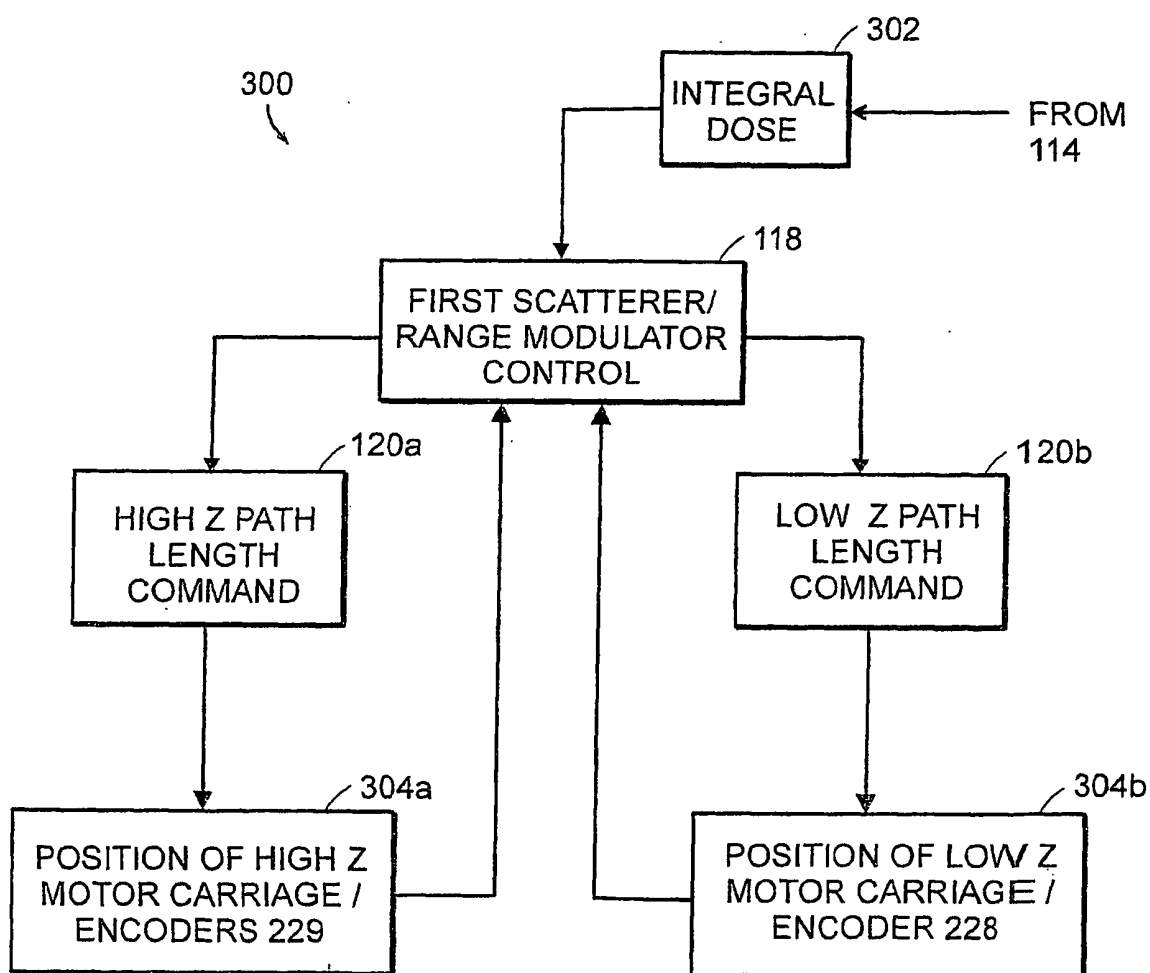 302
300
INTEGRAL
DOSE
FROM
114
118
FIRST SCATTERER/
RANGE MODULATOR
CONTROL
120a
HIGH Z PATH
LENGTH
COMMAND
120b
LOW Z PATH
LENGTH
COMMAND
304a
POSITION OF HIGH Z
MOTOR CARRIAGE /
ENCODERS 229
304b
POSITION OF LOW Z
MOTOR CARRIAGE /
ENCODER 228